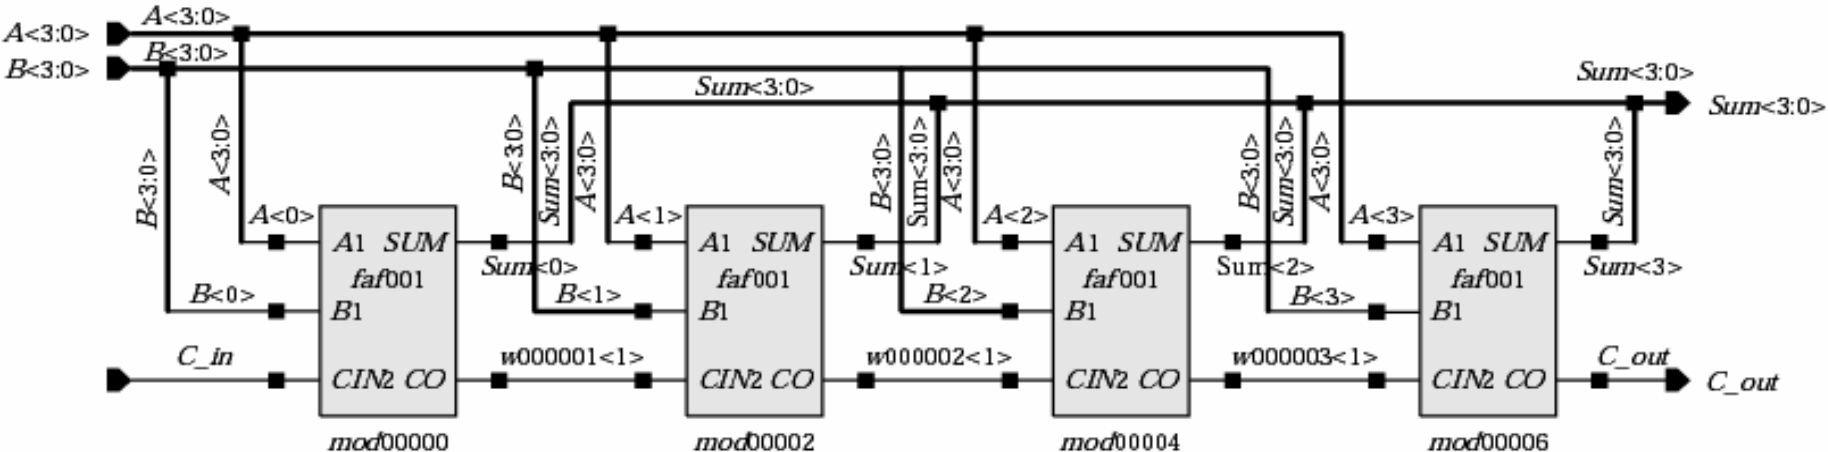 A<3:0>
A<3:0>
B<3:0>
B<3:0>
Sum<3:0>
Sum<3:0>
Sum<3:0>
B<3:0>
A<3:0>
B<3:0>
Sum<3:0>
A<3:0>
B<3:0>
Sum<3:0>
A<3:0>
B<3:0>
Sum<3:0>
A<3:0>
Sum<3:0>
A<0>
A<1>
A<2>
A<3>
A1 SUM
A1 SUM
A1 SUM
A1 SUM
Sum<0>
Sum<1>
Sum<2>
Sum<3>
faf001
faf001
faf001
faf001
B<0>
B<1>
B<2>
B<3>
B1
B1
B1
B1
C_in
w000001<1>
w000002<1>
w000003<1>
C_out
CIN2 CO
CIN2 CO
CIN2 CO
CIN2 CO
C_out
mod00000
mod00002
mod00004
mod00006